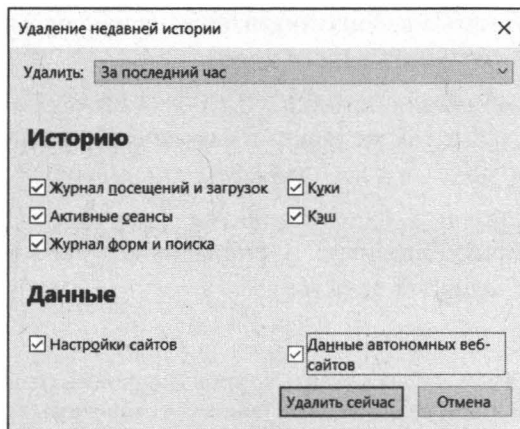 Удаление недавней истории
Удалить: За последний час
Историю
Журнал посещений и загрузок Куки
Активные сеансы Кэш
Журнал форм и поиска
Данные
Настройки сайтов Данные автономных веб-
сайтов
Удалить сейчас Отмена